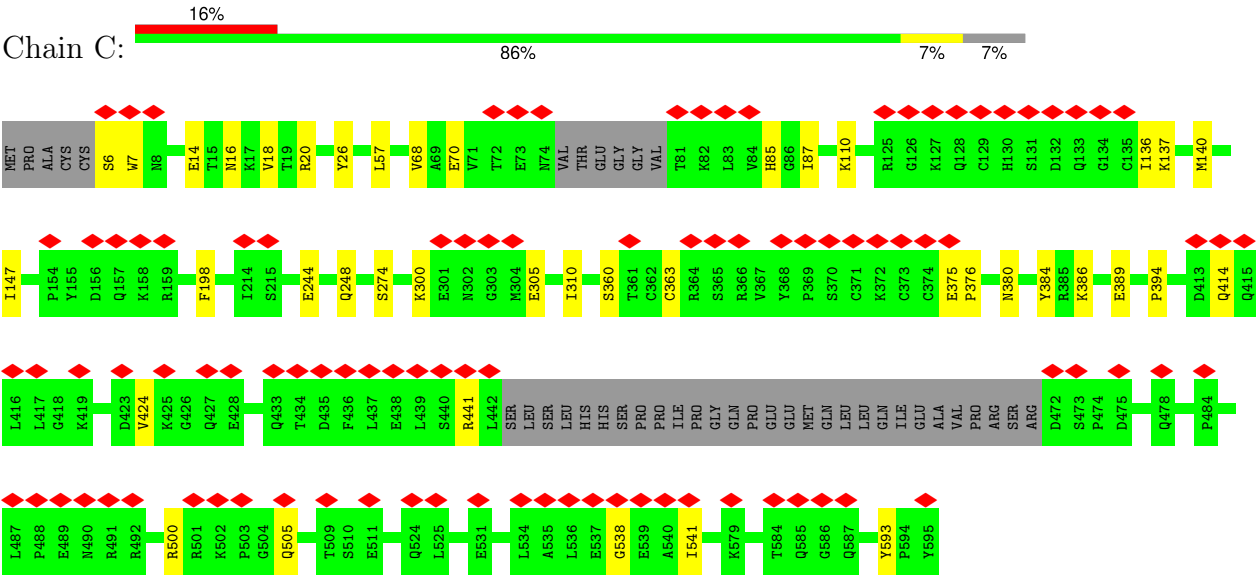 16%
Chain C:
86% 7% 7%
MET PRO ALA CYS CYS S6 W7 N8 E14 T15 N16 K17 V18 T19 R20 Y26 L57 V68 A69 E70 V71 T72 E73 N74 VAL THR GLU GLY GLY VAL T81 K82 L83 V84 H85 G86 I87 K110 R125 G126 K127 Q128 C129 H130 S131 D132 Q133 G134 C135 I136 K137 M140
I147 P154 Y155 D156 Q157 K158 R159 F198 I214 S215 E244 Q248 S274 K300 E301 N302 G303 M304 E305 I310 S360 T361 C362 C363 R364 S365 R366 V367 Y368 P369 S370 C371 K372 C373 C374 E375 P376 N380 Y384 R385 K386 E389 P394 D413 Q414 Q415
L416 L417 G418 K419 D423 V424 K425 G426 Q427 E428 Q433 T434 D435 F436 L437 E438 L439 S440 R441 L442 SER LEU SER LEU HIS HIS SER PRO PRO ILE PRO GLY GLN PRO GLU GLU MET GLN LEU LEU GLN ILE GLU ALA VAL PRO ARG SER ARG D472 S473 P474 D475 Q478 P484
L487 P488 E489 N490 R491 R492 R500 R501 K502 P503 G504 Q505 T509 S510 E511 Q524 L525 E531 L534 A535 L536 E537 G538 E539 A540 I541 K579 T584 Q585 G586 Q587 Y593 P594 Y595